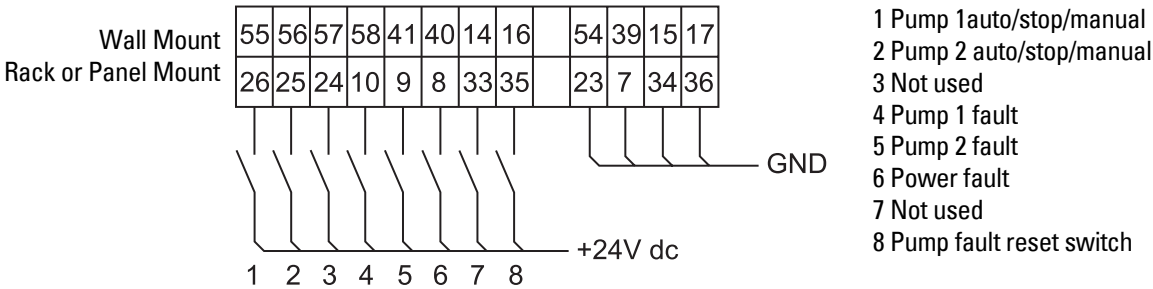 Wall Mount 55 56 57 58 41 40 14 16 54 39 15 17
Rack or Panel Mount 26 25 24 10 9 8 33 35 23 7 34 36
GND
+24V dc
1 2 3 4 5 6 7 8
1 Pump 1auto/stop/manual
2 Pump 2 auto/stop/manual
3 Not used
4 Pump 1 fault
5 Pump 2 fault
6 Power fault
7 Not used
8 Pump fault reset switch